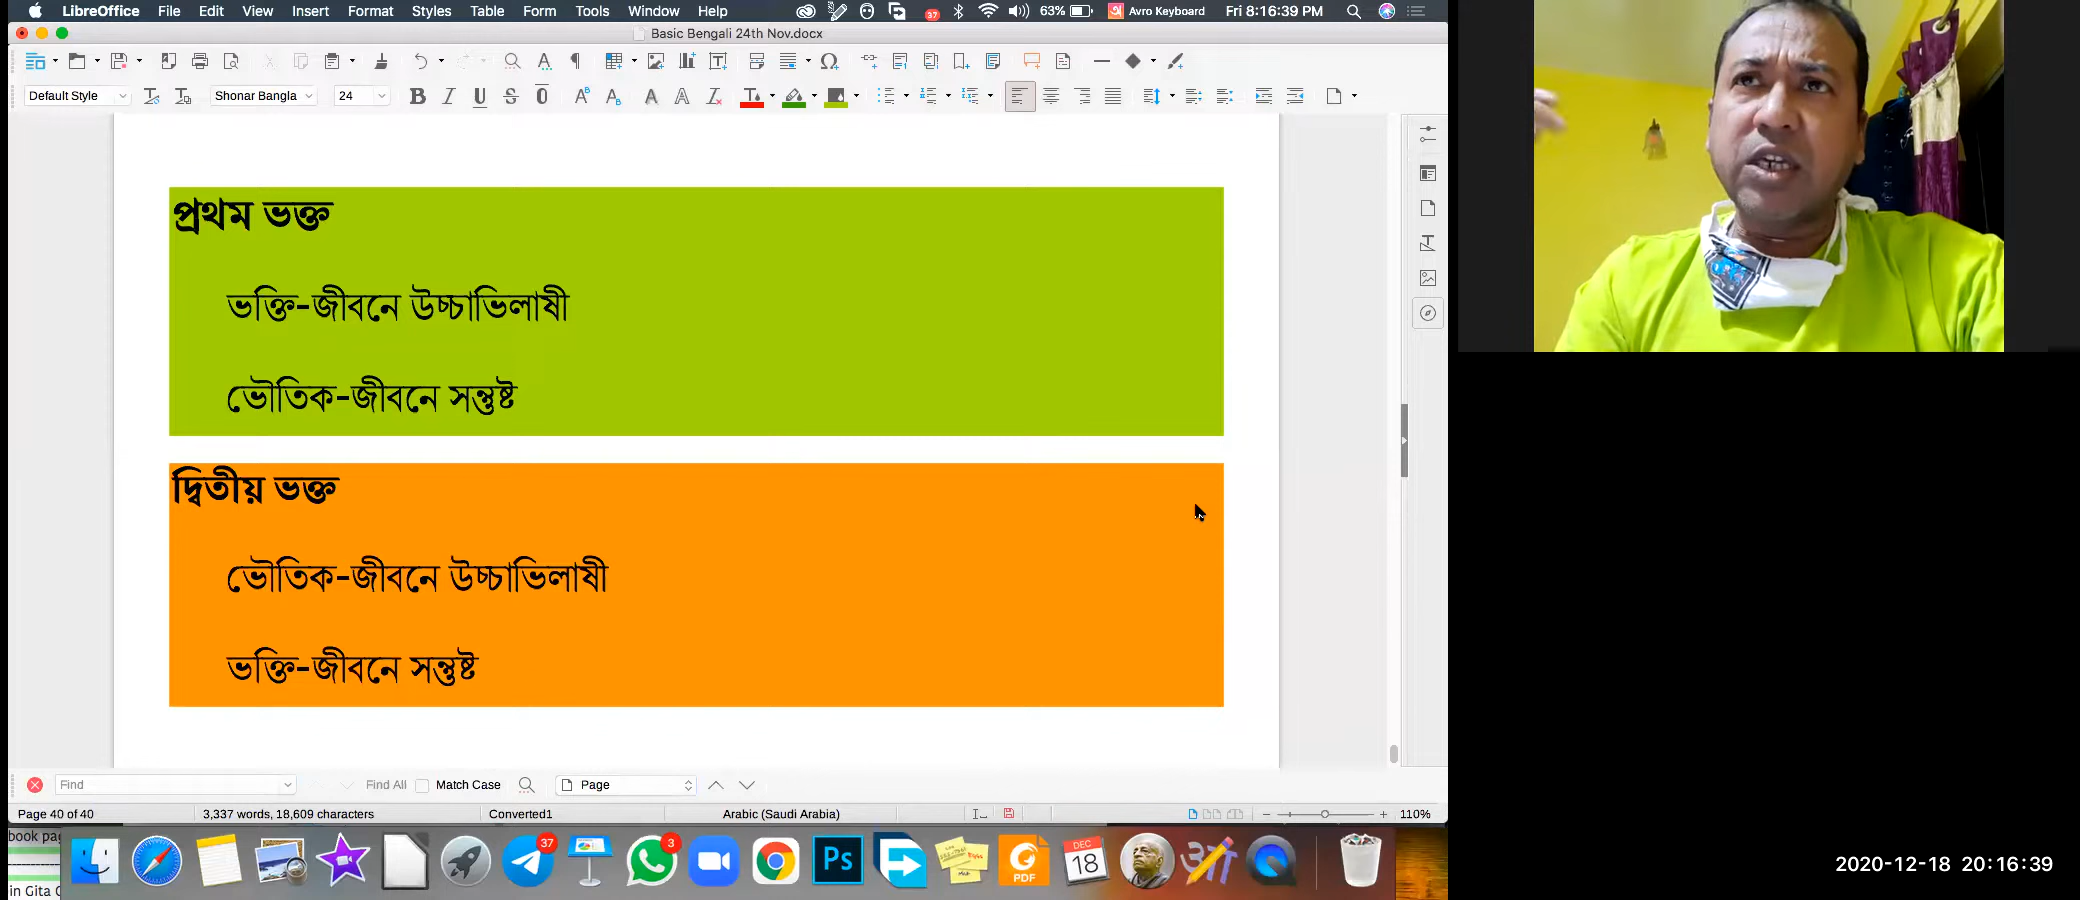 LibreOffice File Edit View Insert Format Styles Table Form Tools Window Help 37 63% Avro Keyboard Fri 8:16:39 PM
Basic Bengali 24th Nov.docx
Default Style Shonar Bangla 24
প্রথম ভক্ত
ভক্তি-জীবনে উচ্চাভিলাষী
ভৌতিক-জীবনে সন্তুষ্ট
দ্বিতীয় ভক্ত
ভৌতিক-জীবনে উচ্চাভিলাষী
ভক্তি-জীবনে সন্তুষ্ট
Find Find All Match Case Page
Page 40 of 40 3,337 words, 18,609 characters Converted1 Arabic (Saudi Arabia) 110%
book pa
in Gita
37 3 Ps PDF DEC 18
2020-12-18 20:16:39